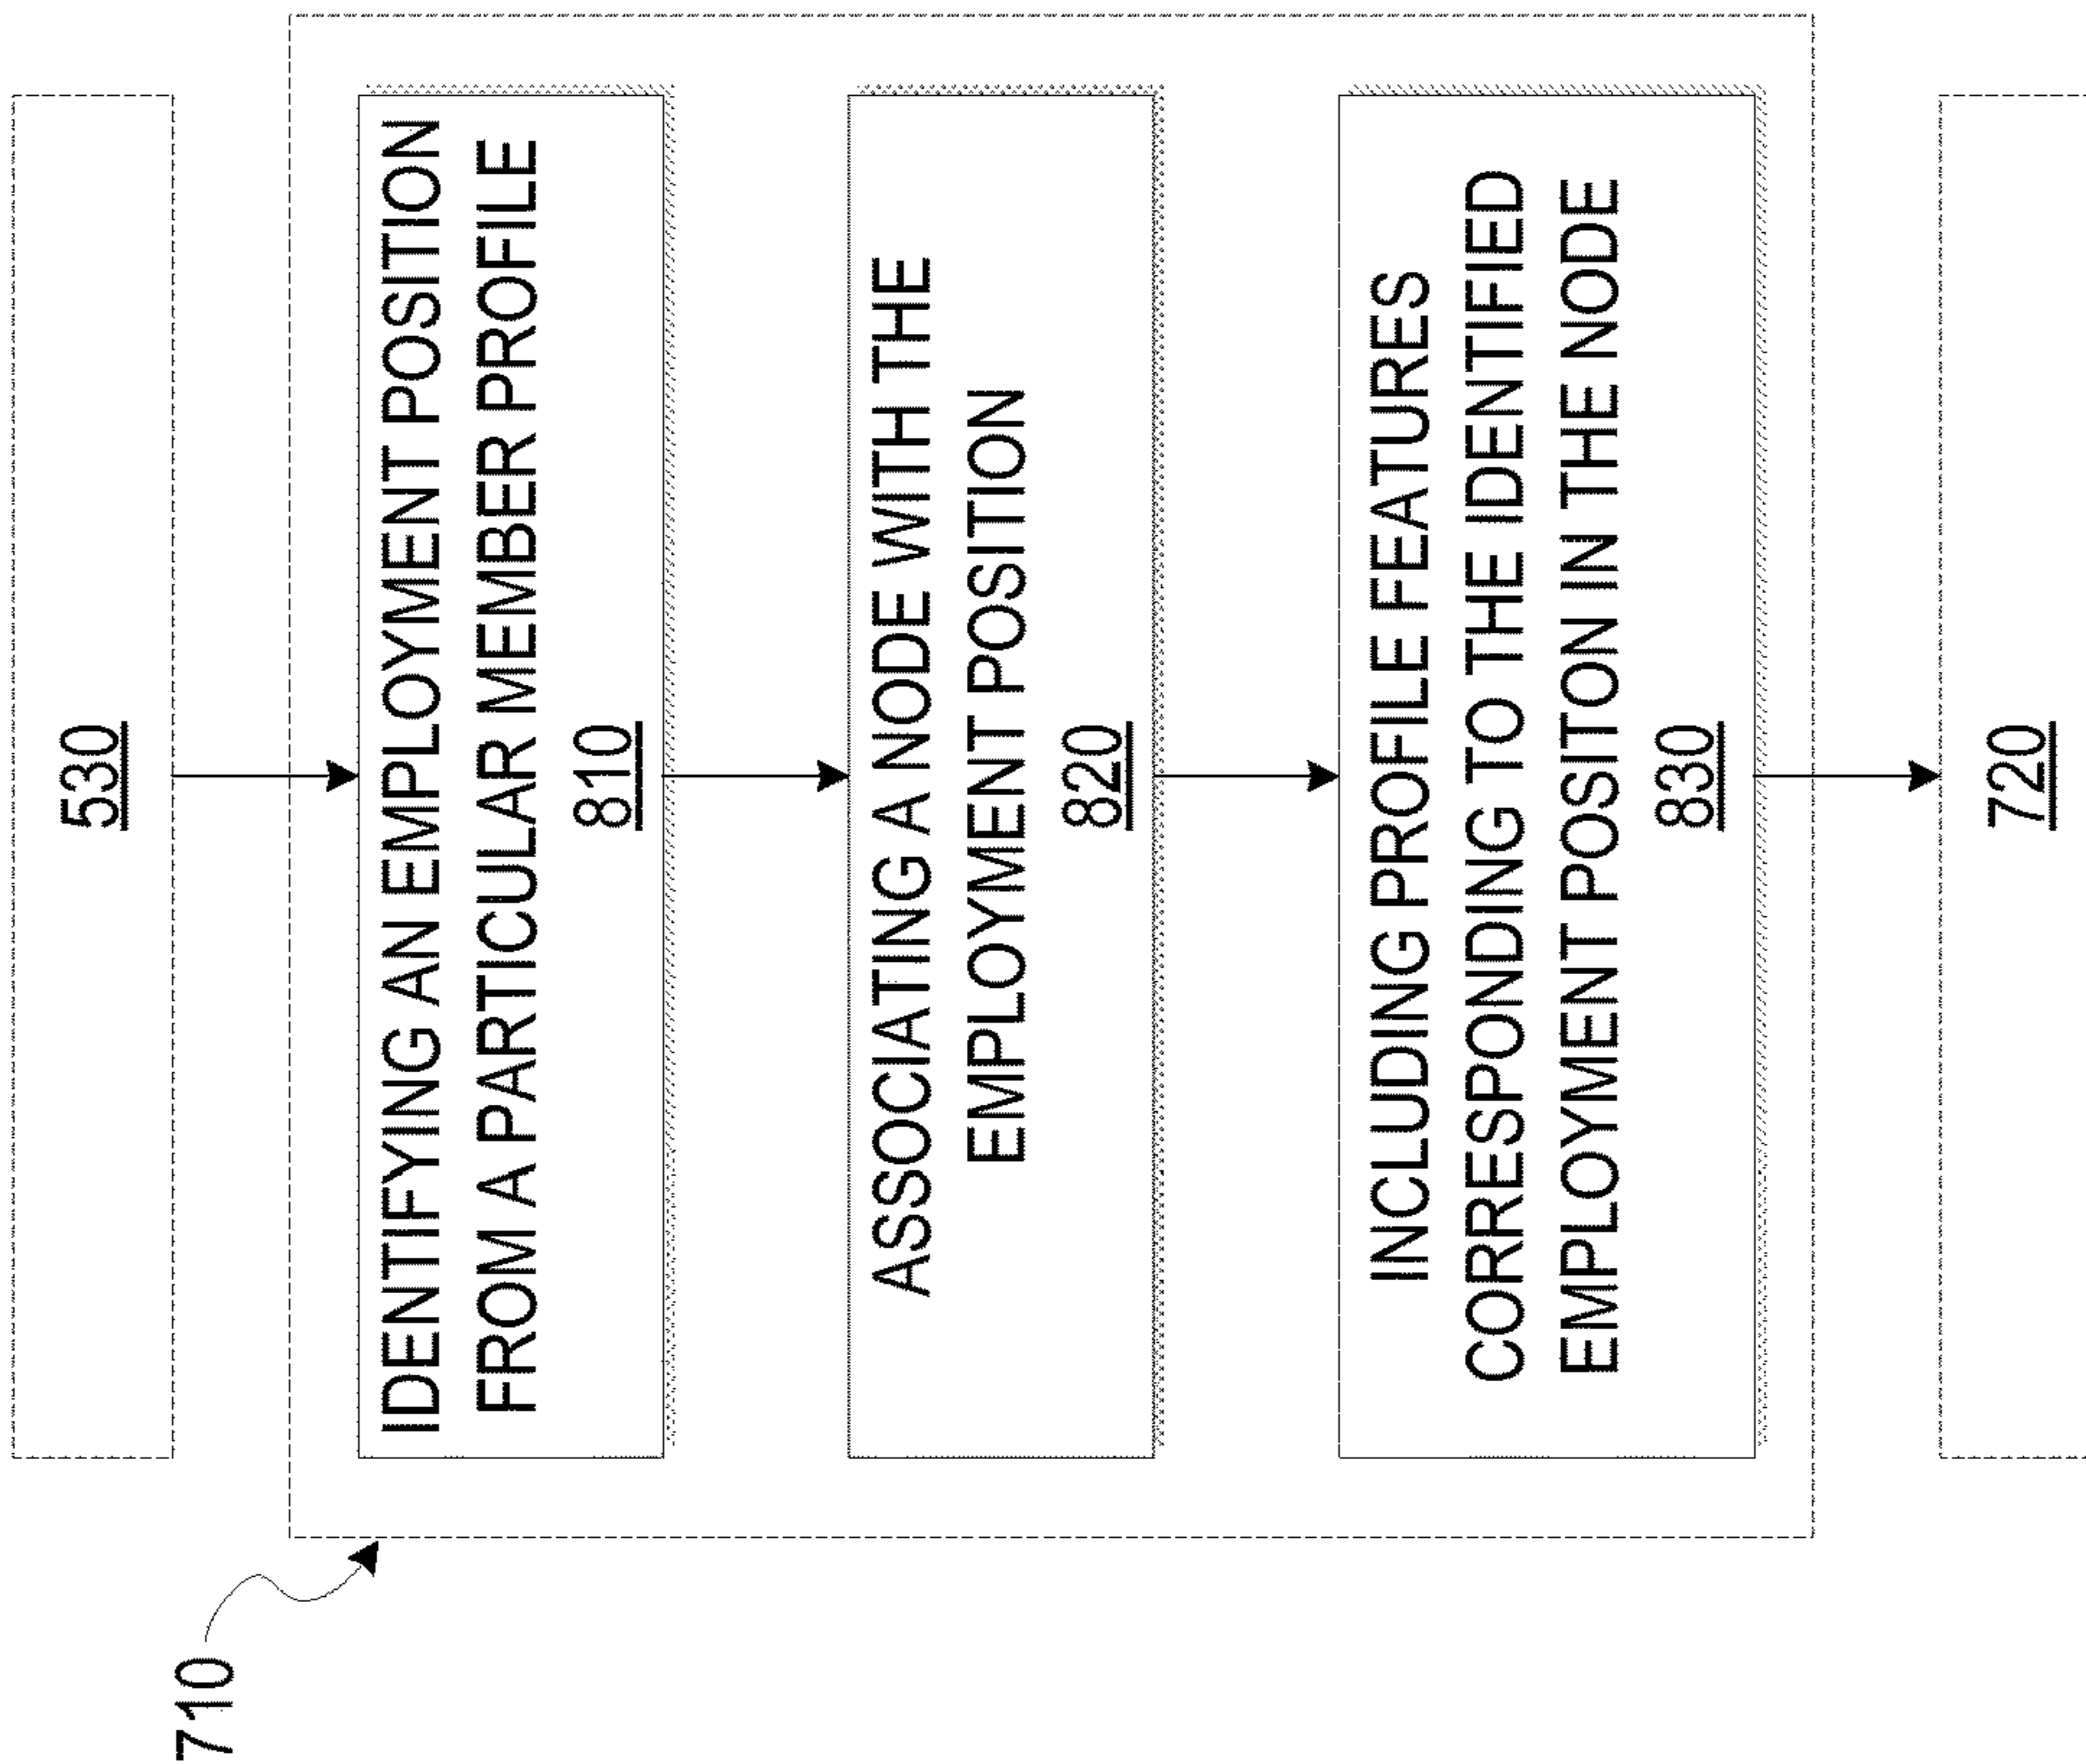 710
530
IDENTIFYING AN EMPLOYMENT POSITION
FROM A PARTICULAR MEMBER PROFILE
810
ASSOCIATING A NODE WITH THE
EMPLOYMENT POSITION
820
INCLUDING PROFILE FEATURES
CORRESPONDING TO THE IDENTIFIED
EMPLOYMENT POSITON IN THE NODE
830
720